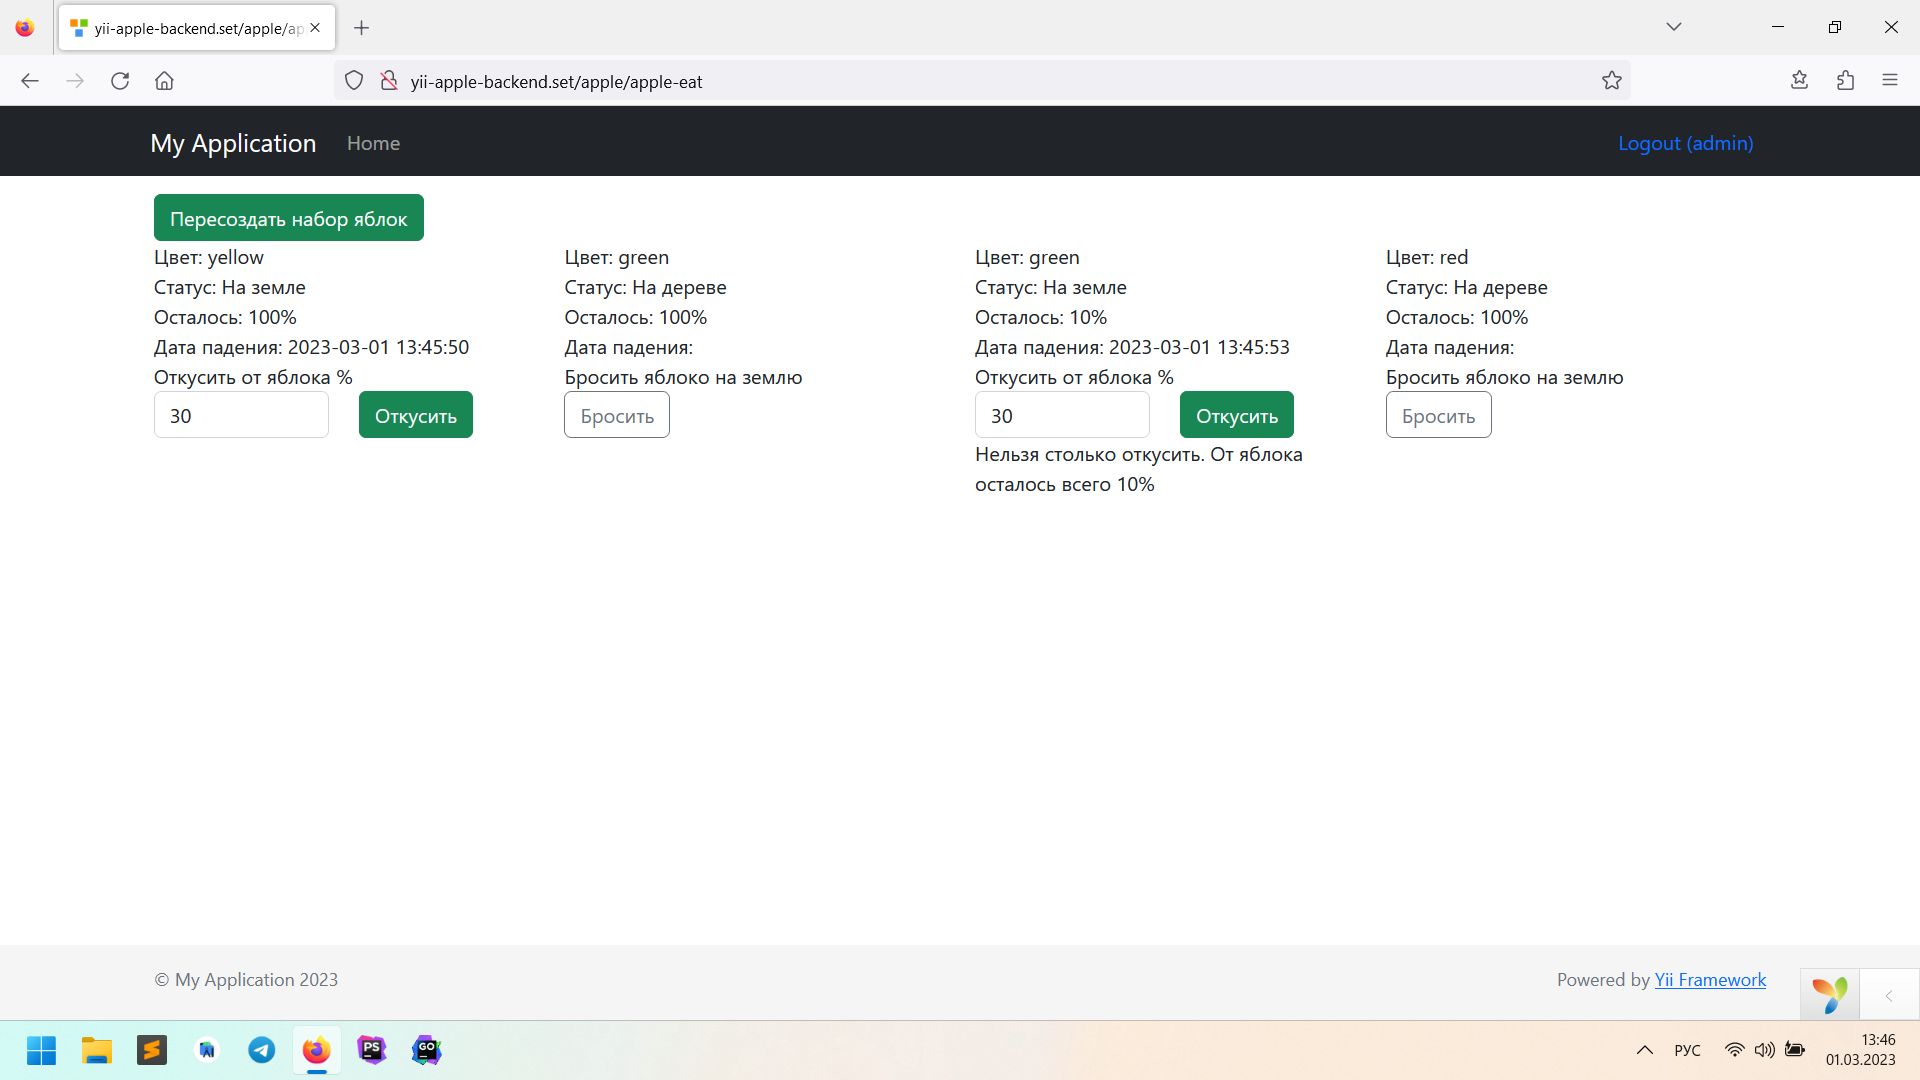 yii-apple-backend.set/apple/ap
yii-apple-backend.set/apple/apple-eat
My Application
Home
Logout (admin)
Пересоздать набор яблок
Цвет: yellow
Статус: На земле
Осталось: 100%
Дата падения: 2023-03-01 13:45:50
Откусить от яблока %
30
Откусить
Цвет: green
Статус: На дереве
Осталось: 100%
Дата падения:
Бросить яблоко на землю
Бросить
Цвет: green
Статус: На земле
Осталось: 10%
Дата падения: 2023-03-01 13:45:53
Откусить от яблока %
30
Откусить
Нельзя столько откусить. От яблока
осталось всего 10%
Цвет: red
Статус: На дереве
Осталось: 100%
Дата падения:
Бросить яблоко на землю
Бросить
© My Application 2023
Powered by Yii Framework
PS
GO
РУС
13:46
01.03.2023